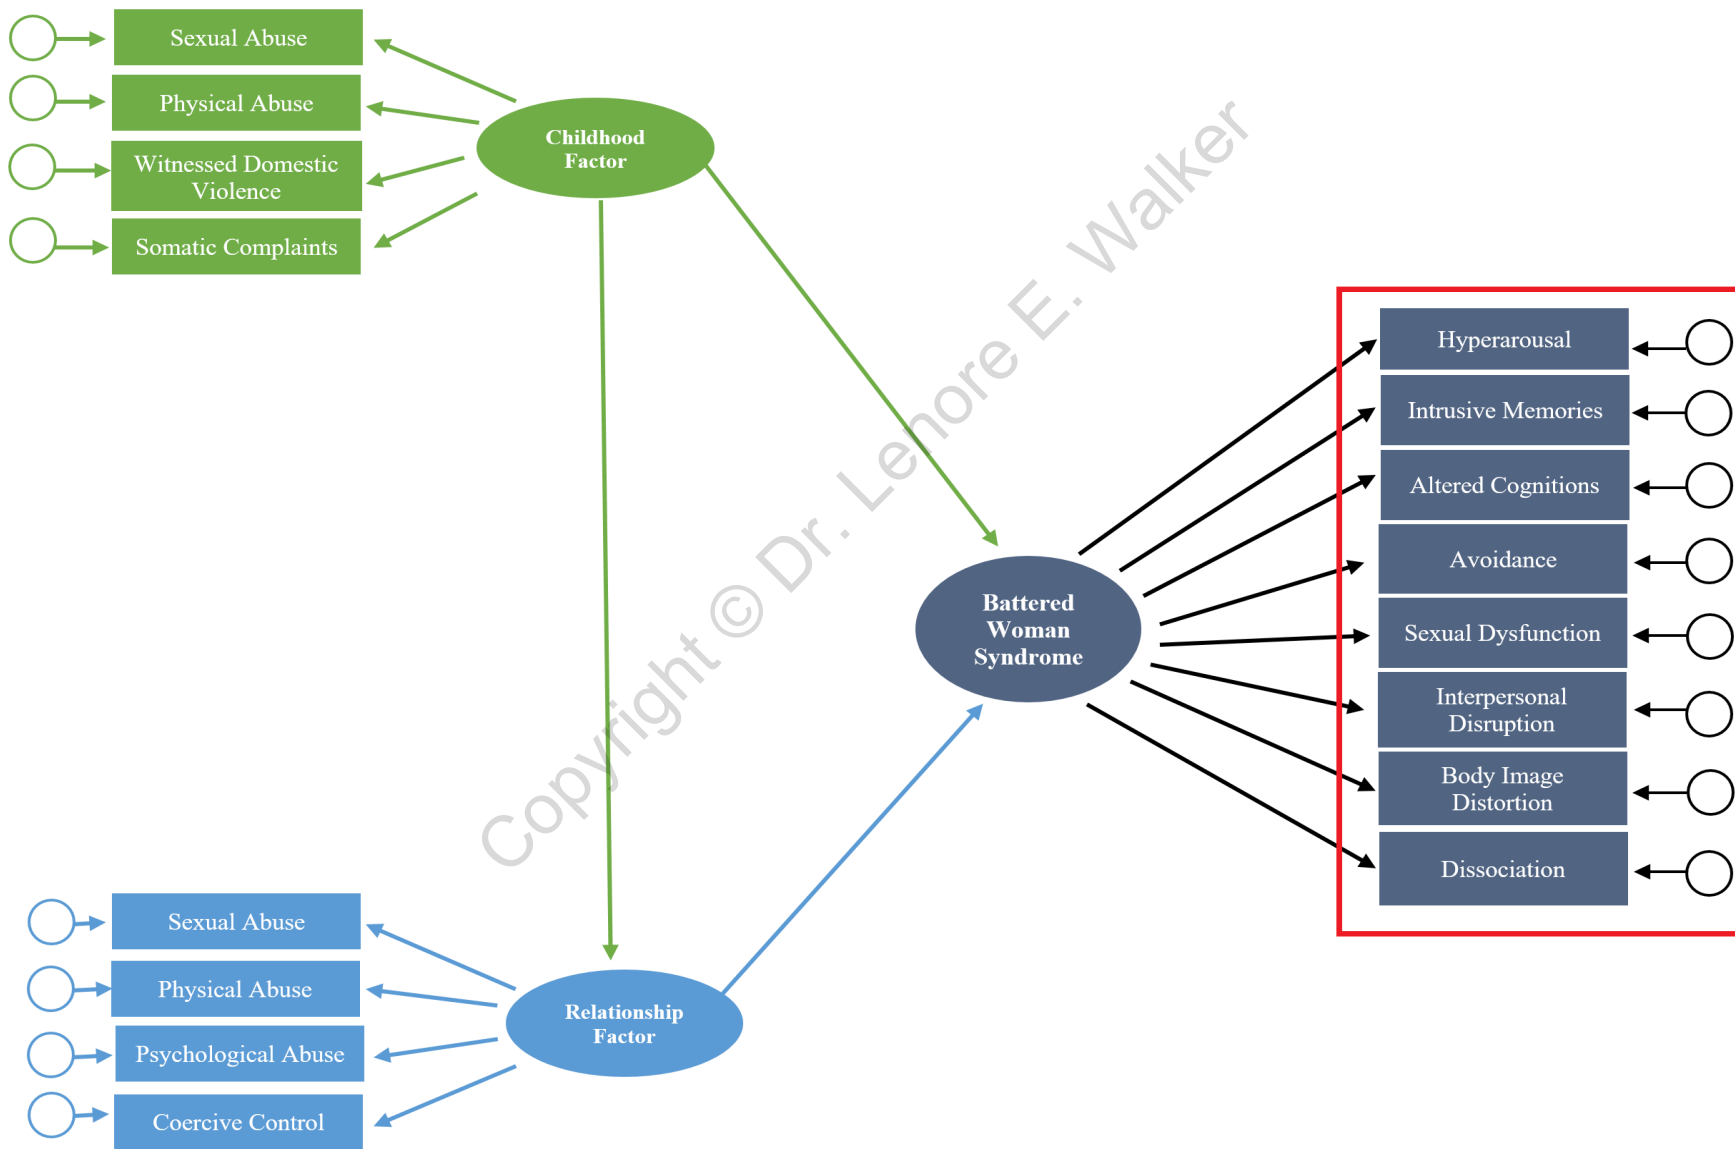 Sexual Abuse
Physical Abuse
Witnessed Domestic
Violence
Somatic Complaints
Childhood
Factor
Copyright © Dr. Lenore E. Walker
Hyperarousal
Intrusive Memories
Altered Cognitions
Avoidance
Sexual Dysfunction
Interpersonal
Disruption
Body Image
Distortion
Dissociation
Battered
Woman
Syndrome
Sexual Abuse
Physical Abuse
Psychological Abuse
Coercive Control
Relationship
Factor